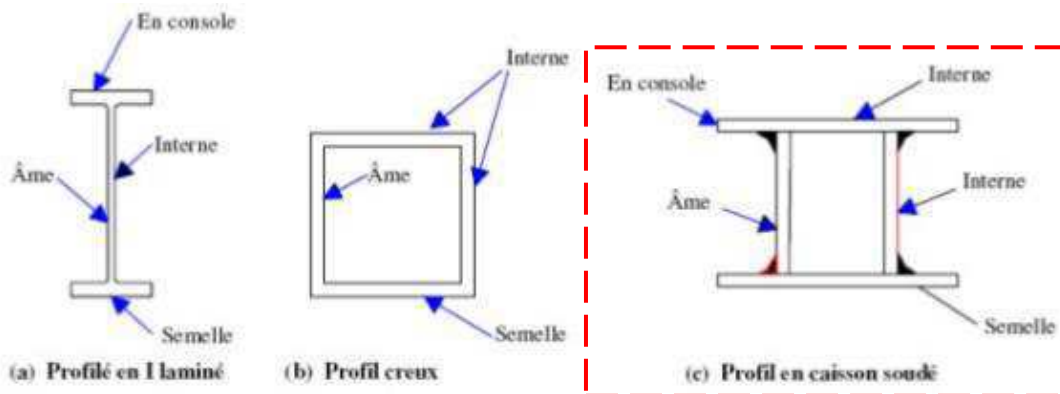 En console
Interne
Âme
Semelle
(a) Profilé en I laminé
Interne
Âme
Semelle
(b) Profil creux
En console
Interne
Âme
Interne
Semelle
(c) Profil en caisson soudé